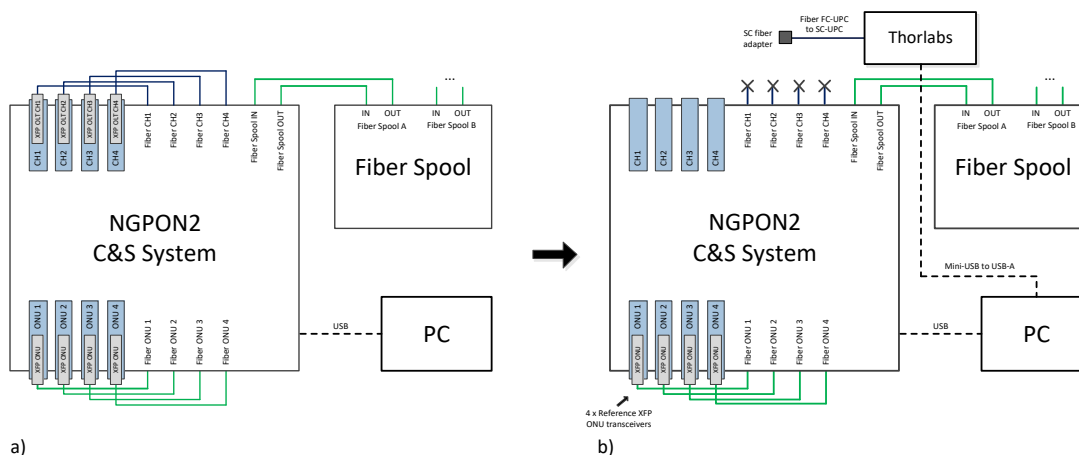 XFP OLT CH1
XFP OLT CH2
XFP OLT CH3
XFP OLT CH4
CH1
CH2
CH3
CH4
Fiber CH1
Fiber CH2
Fiber CH3
Fiber CH4
Fiber Spool IN
Fiber Spool OUT
...
IN
OUT
IN
OUT
Fiber Spool A
Fiber Spool B
Fiber Spool
NGPON2
C&S System
ONU 1
ONU 2
ONU 3
ONU 4
XFP ONU
XFP ONU
XFP ONU
XFP ONU
Fiber ONU 1
Fiber ONU 2
Fiber ONU 3
Fiber ONU 4
USB
PC
a)
SC fiber
adapter
Fiber FC-UPC
to SC-UPC
Thorlabs
CH1
CH2
CH3
CH4
Fiber CH1
Fiber CH2
Fiber CH3
Fiber CH4
Fiber Spool IN
Fiber Spool OUT
...
IN
OUT
IN
OUT
Fiber Spool A
Fiber Spool B
Fiber Spool
NGPON2
C&S System
Mini-USB to USB-A
ONU 1
ONU 2
ONU 3
ONU 4
XFP ONU
XFP ONU
XFP ONU
XFP ONU
Fiber ONU 1
Fiber ONU 2
Fiber ONU 3
Fiber ONU 4
USB
PC
4 x Reference XFP
ONU transceivers
b)